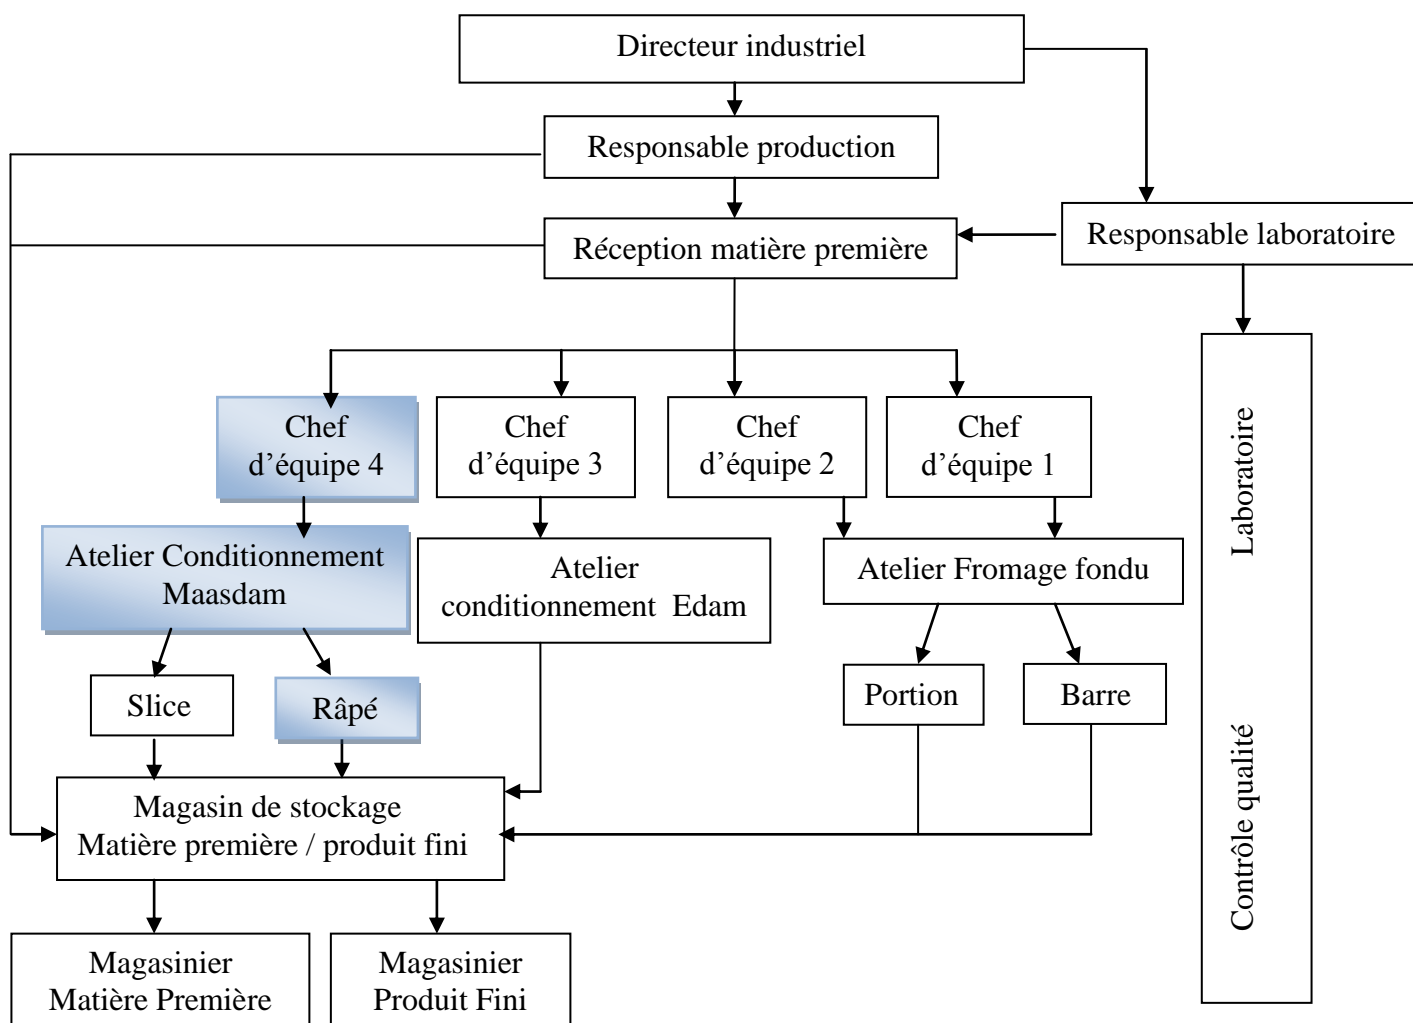 Directeur industriel
Responsable production
Réception matière première
Responsable laboratoire
Chef
d’équipe 4
Chef
d’équipe 3
Chef
d’équipe 2
Chef
d’équipe 1
Atelier Conditionnement
Maasdam
Atelier
conditionnement Edam
Atelier Fromage fondu
Slice
Râpé
Portion
Barre
Magasin de stockage
Matière première / produit fini
Magasinier
Matière Première
Magasinier
Produit Fini
Laboratoire
Contrôle qualité